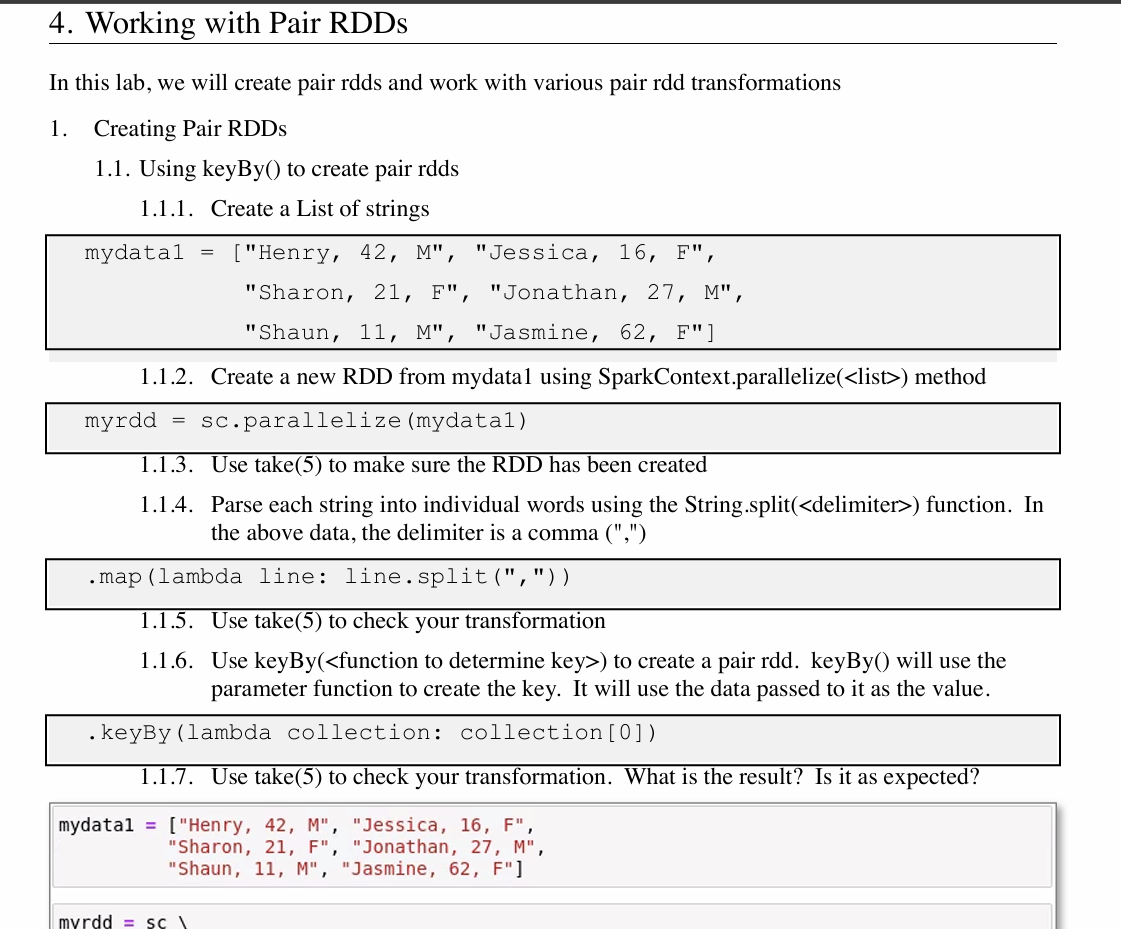 4. Working with Pair RDDs
In this lab, we will create pair rdds and work with various pair rdd transformations
1. Creating Pair RDDs
1.1. Using keyBy() to create pair rdds
1.1.1. Create a List of strings
mydata1 = ["Henry, 42, M", "Jessica, 16, F",
"Sharon, 21, F", "Jonathan, 27, M",
"Shaun, 11, M", "Jasmine, 62, F"]
1.1.2. Create a new RDD from mydata1 using SparkContext.parallelize(<list>) method
myrdd = sc.parallelize(mydata1)
1.1.3. Use take(5) to make sure the RDD has been created
1.1.4. Parse each string into individual words using the String.split(<delimiter>) function. In
the above data, the delimiter is a comma (",")
.map(lambda line: line.split(","))
1.1.5. Use take(5) to check your transformation
1.1.6. Use keyBy(<function to determine key>) to create a pair rdd. keyBy() will use the
parameter function to create the key. It will use the data passed to it as the value.
.keyBy(lambda collection: collection[0])
1.1.7. Use take(5) to check your transformation. What is the result? Is it as expected?
mydata1 = ["Henry, 42, M", "Jessica, 16, F",
"Sharon, 21, F", "Jonathan, 27, M",
"Shaun, 11, M", "Jasmine, 62, F"]
myrdd = sc \